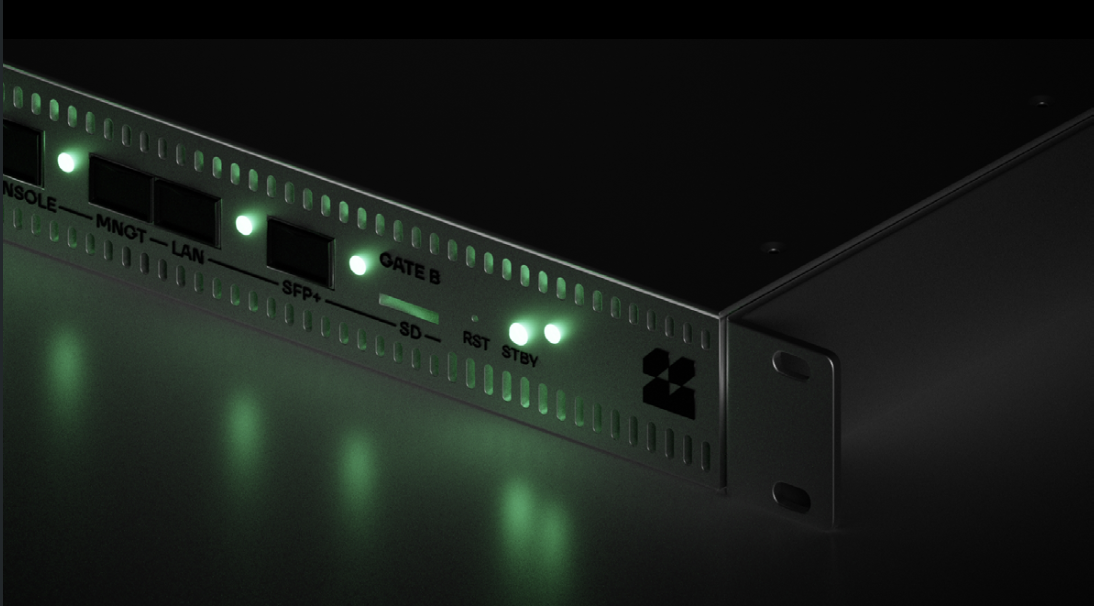 NSOLE
MNGT
LAN
SFP+
GATE B
SD
RST
STBY